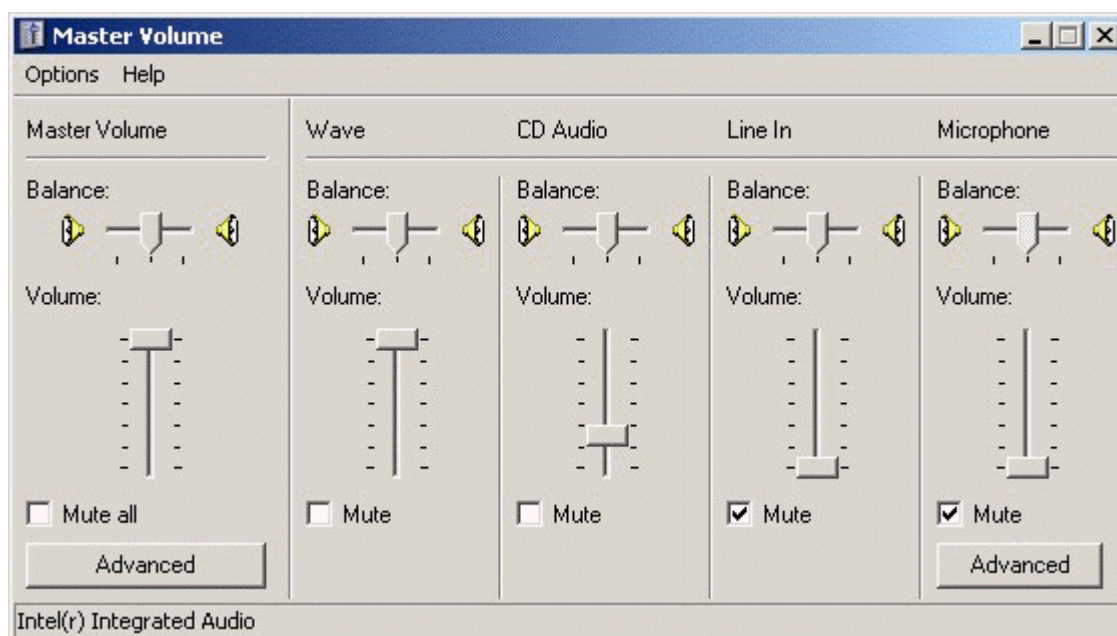 Master Volume
Options Help
Master Volume Wave CD Audio Line In Microphone
Balance: Balance: Balance: Balance: Balance:
Volume: Volume: Volume: Volume: Volume:
Mute all Mute Mute Mute Mute
Advanced Advanced
Intel(r) Integrated Audio